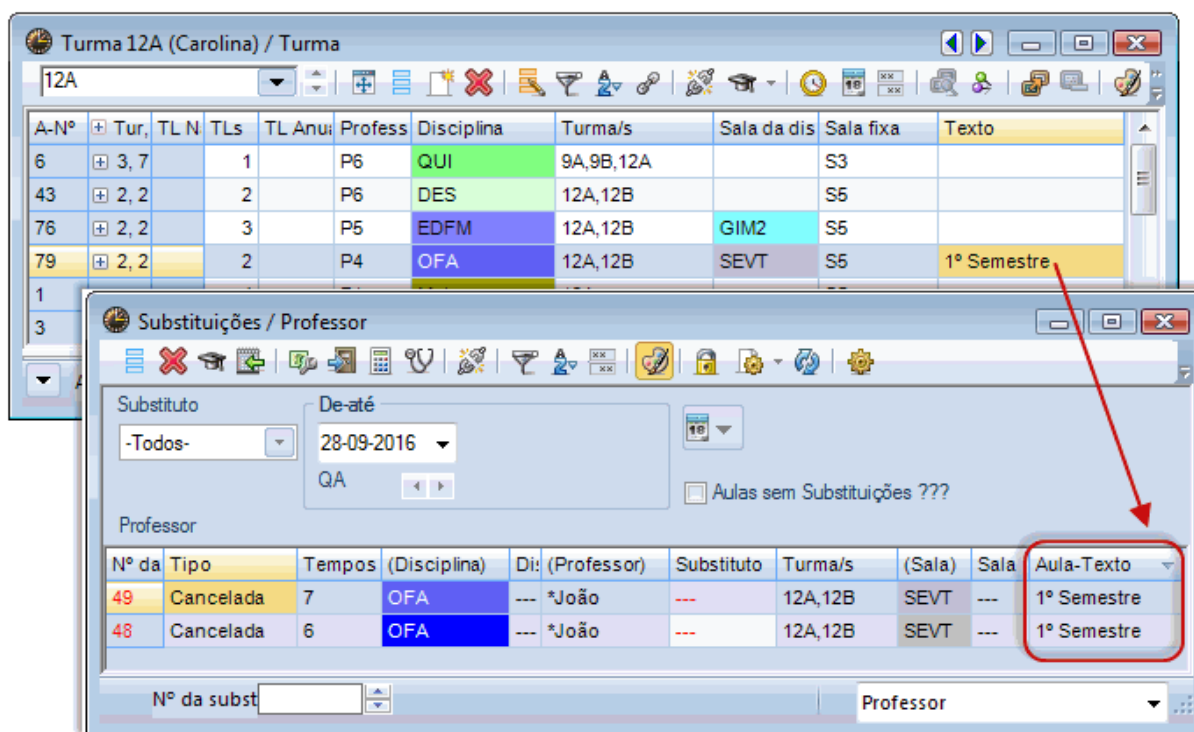 Turma 12A (Carolina) / Turma
12A
A-Nº Tur, TL N TLs TL Anu Profess Disciplina Turma/s Sala da dis Sala fixa Texto
6 3, 7 1 P6 QUI 9A,9B,12A S3
43 2, 2 2 P6 DES 12A,12B S5
76 2, 2 3 P5 EDFM 12A,12B GIM2 S5
79 2, 2 2 P4 OFA 12A,12B SEVT S5 1º Semestre
1
3
Substituições / Professor
Substituto De-até
-Todos- 28-09-2016 18
QA
Aulas sem Substituições ???
Professor
Nº da Tipo Tempos (Disciplina) Di: (Professor) Substituto Turma/s (Sala) Sala Aula-Texto
49 Cancelada 7 OFA --- *João --- 12A,12B SEVT --- 1º Semestre
48 Cancelada 6 OFA --- *João --- 12A,12B SEVT --- 1º Semestre
Nº da subst Professor